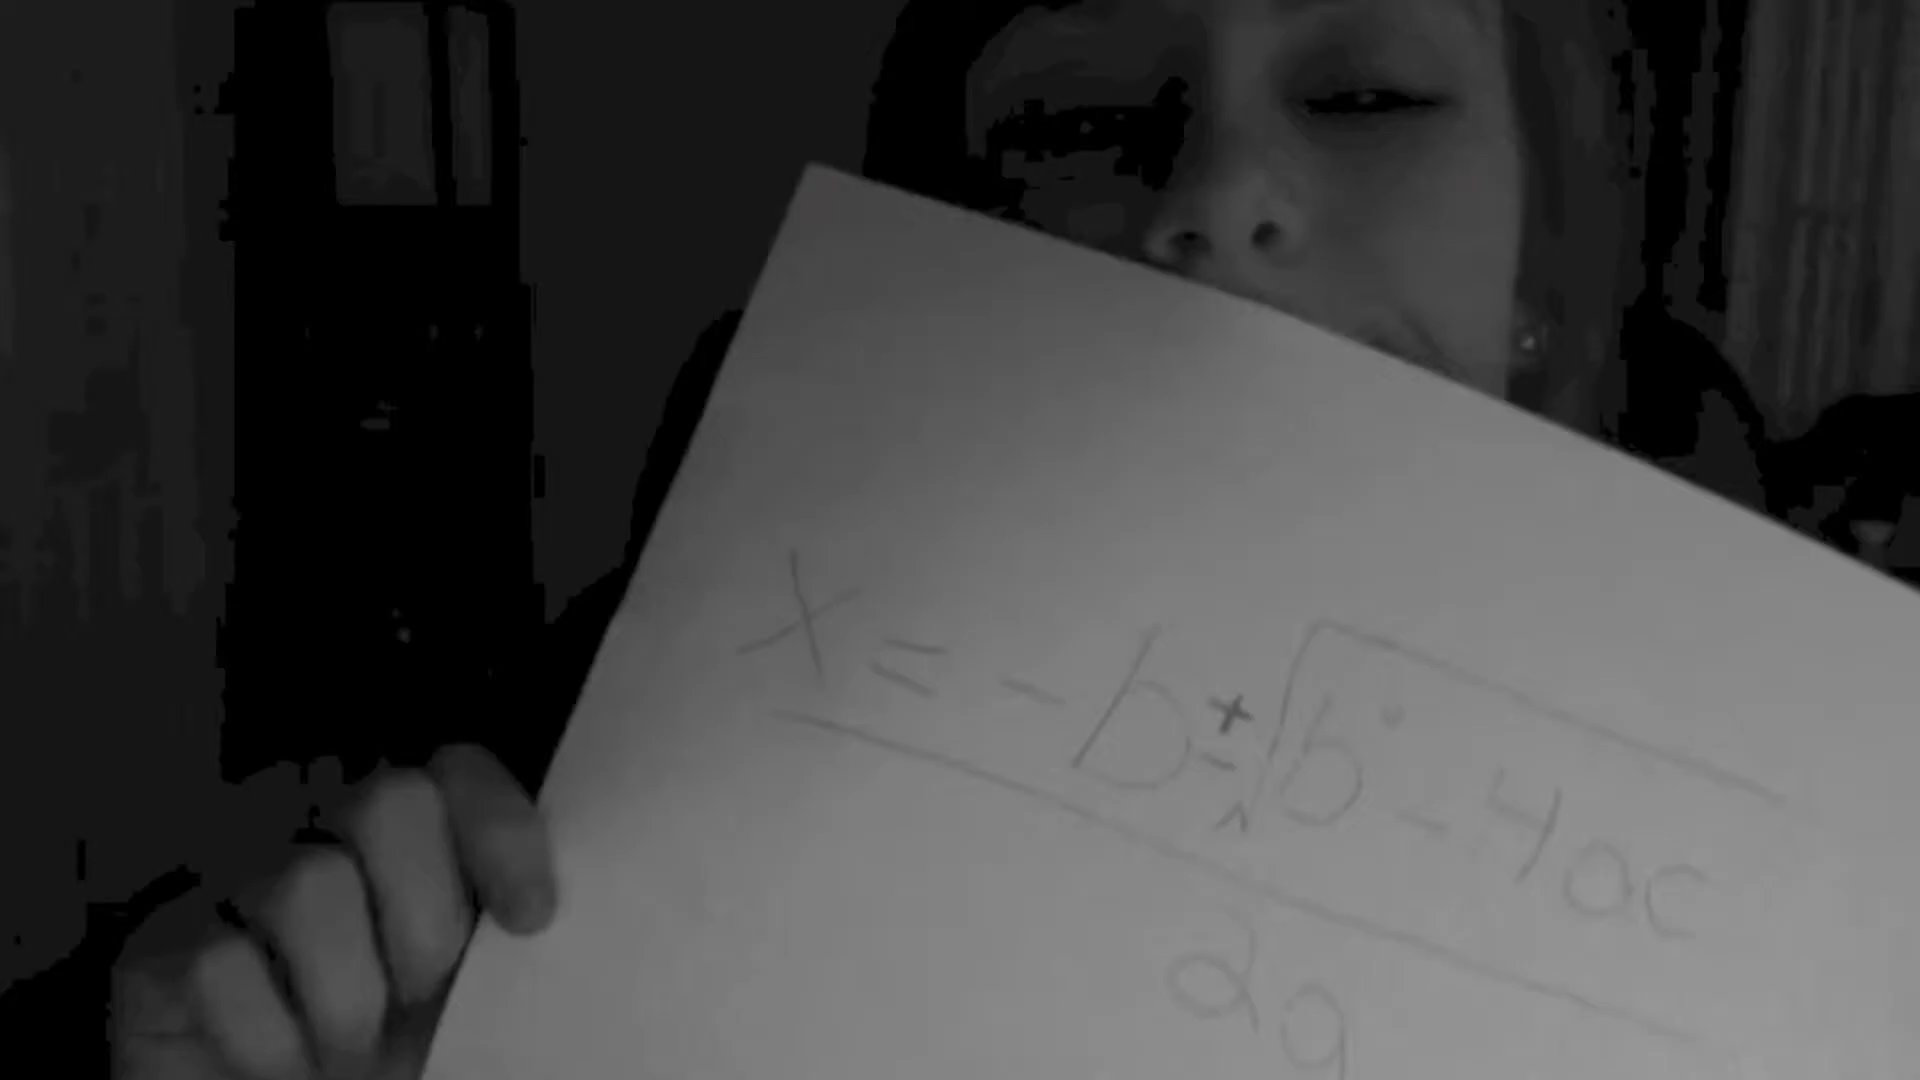 x = - b ± √b² - 4ac
2a